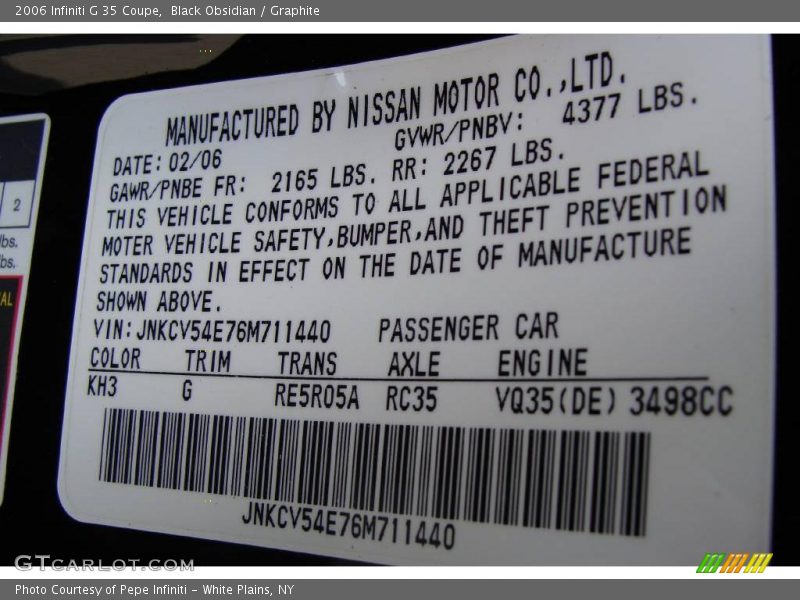 2006 Infiniti G 35 Coupe, Black Obsidian / Graphite
MANUFACTURED BY NISSAN MOTOR CO.,LTD.
DATE: 02/06 GVWR/PNBV: 4377 LBS.
GAWR/PNBE FR: 2165 LBS. RR: 2267 LBS.
THIS VEHICLE CONFORMS TO ALL APPLICABLE FEDERAL
MOTER VEHICLE SAFETY,BUMPER,AND THEFT PREVENTION
STANDARDS IN EFFECT ON THE DATE OF MANUFACTURE
SHOWN ABOVE.
VIN: JNKCV54E76M711440 PASSENGER CAR
COLOR TRIM TRANS AXLE ENGINE
KH3 G RE5R05A RC35 VQ35(DE) 3498CC
JNKCV54E76M711440
2
lbs.
lbs.
AL
GTCARLOT.COM
Photo Courtesy of Pepe Infiniti - White Plains, NY